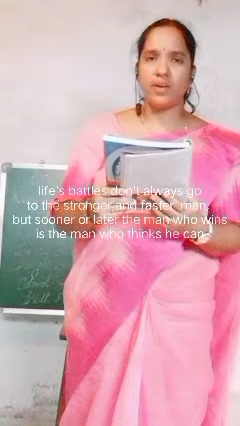 life's battles don't always go
to the stronger and faster man,
but sooner or later the man who wins
is the man who thinks he can